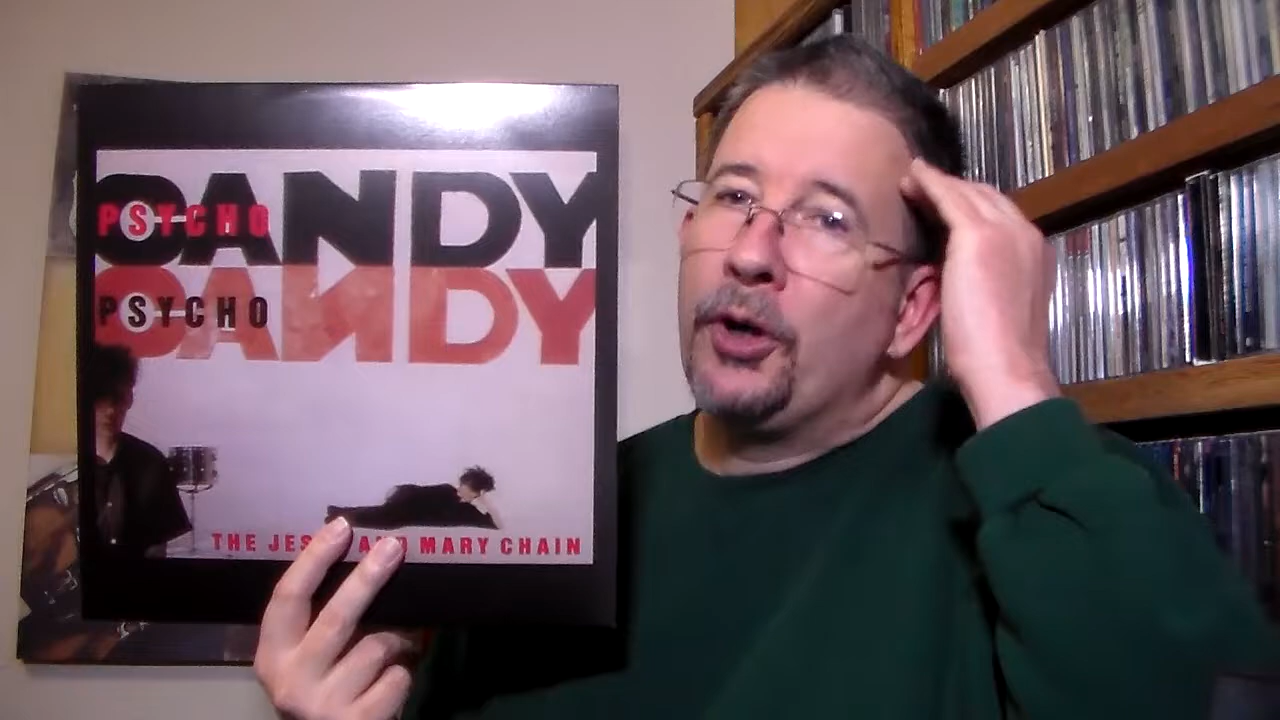 CANDY
PSYCHO
CANDY
PSYCHO
THE JES AND MARY CHAIN